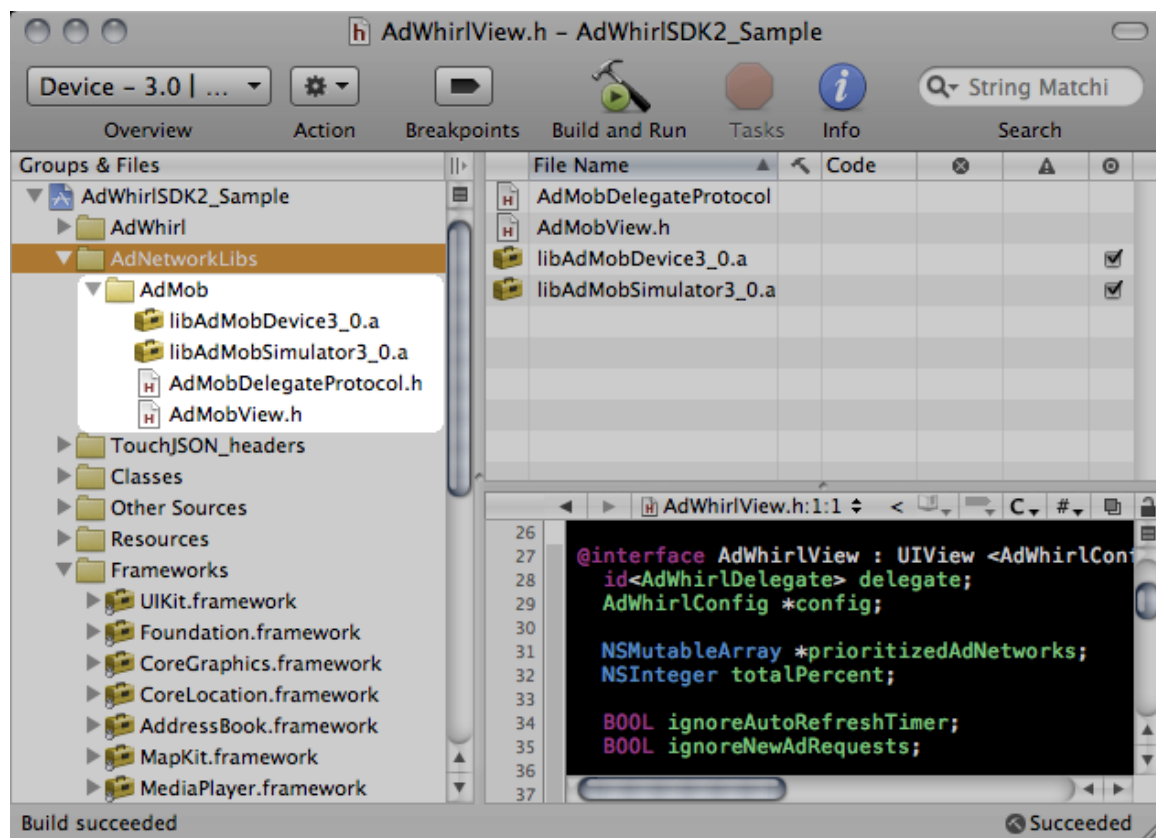 AdWhirlView.h – AdWhirlSDK2_Sample
Device – 3.0 | ...
String Matchi
Overview
Action
Breakpoints
Build and Run
Tasks
Info
Search
Groups & Files
AdWhirlSDK2_Sample
AdWhirl
AdNetworkLibs
AdMob
libAdMobDevice3_0.a
libAdMobSimulator3_0.a
AdMobDelegateProtocol.h
AdMobView.h
TouchJSON_headers
Classes
Other Sources
Resources
Frameworks
UIKit.framework
Foundation.framework
CoreGraphics.framework
CoreLocation.framework
AddressBook.framework
MapKit.framework
MediaPlayer.framework
File Name Code
AdMobDelegateProtocol
AdMobView.h
libAdMobDevice3_0.a
libAdMobSimulator3_0.a
AdWhirlView.h:1:1 < C #
26
27 @interface AdWhirlView : UIView <AdWhirlCon
28 id<AdWhirlDelegate> delegate;
29 AdWhirlConfig *config;
30
31 NSMutableArray *prioritizedAdNetworks;
32 NSInteger totalPercent;
33
34 BOOL ignoreAutoRefreshTimer;
35 BOOL ignoreNewAdRequests;
36
37
Build succeeded
Succeeded